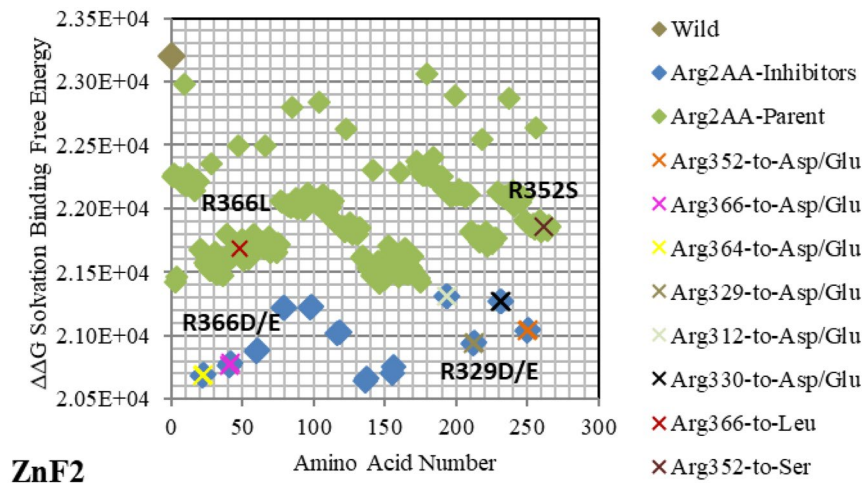 2.35E+04
2.30E+04
2.25E+04
2.20E+04
2.15E+04
2.10E+04
2.05E+04
ΔΔG Solvation Binding Free Energy
R366L
R352S
R366D/E
R329D/E
0 50 100 150 200 250 300
Amino Acid Number
ZnF2
Wild
Arg2AA-Inhibitors
Arg2AA-Parent
Arg352-to-Asp/Glu
Arg366-to-Asp/Glu
Arg364-to-Asp/Glu
Arg329-to-Asp/Glu
Arg312-to-Asp/Glu
Arg330-to-Asp/Glu
Arg366-to-Leu
Arg352-to-Ser